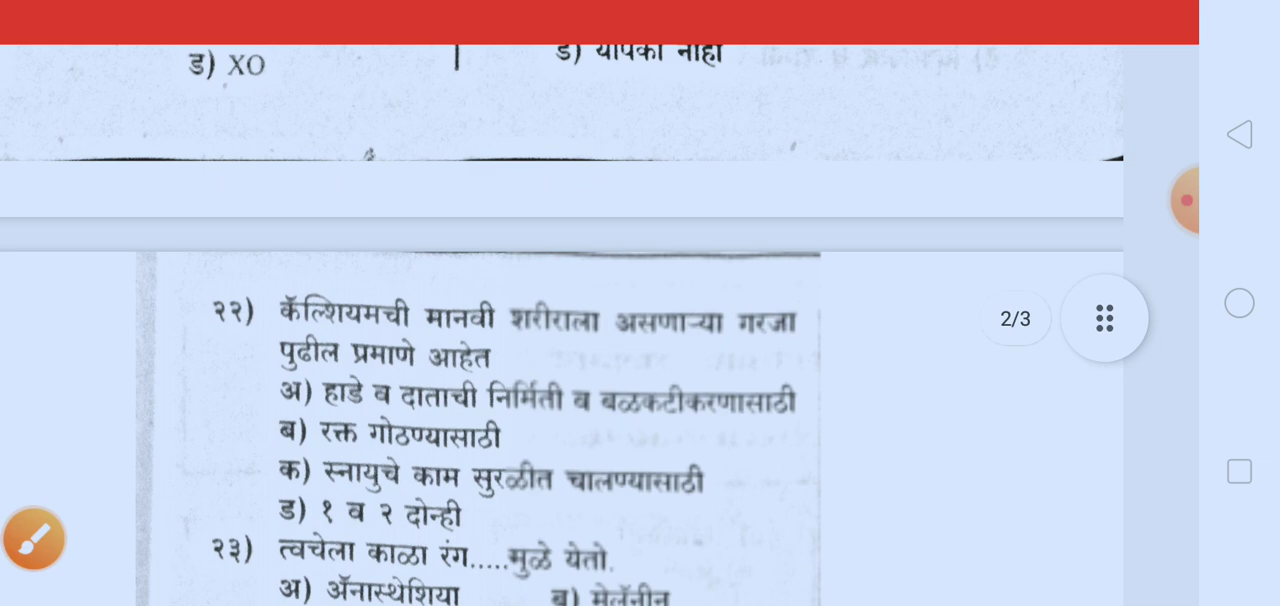 ड) XO
ड) यापैकी नाही
२२) कॅल्शियमची मानवी शरीराला असणाऱ्या गरजा
पुढील प्रमाणे आहेत
अ) हाडे व दाताची निर्मिती व बळकटीकरणासाठी
ब) रक्त गोठण्यासाठी
क) स्नायुचे काम सुरळीत चालण्यासाठी
ड) १ व २ दोन्ही
2/3
२३) त्वचेला काळा रंग.....मुळे येतो.
अ) ॲनास्थेशिया ब) मेलॅनीन